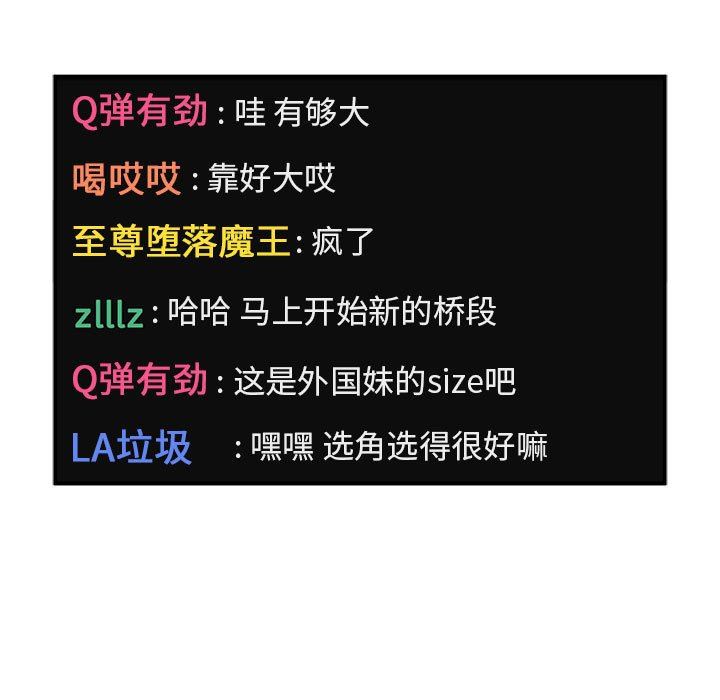 Q弹有劲 : 哇 有够大
喝哎哎 : 靠好大哎
至尊堕落魔王 : 疯了
zlllz : 哈哈 马上开始新的桥段
Q弹有劲 : 这是外国妹的size吧
LA垃圾 : 嘿嘿 选角选得很好嘛